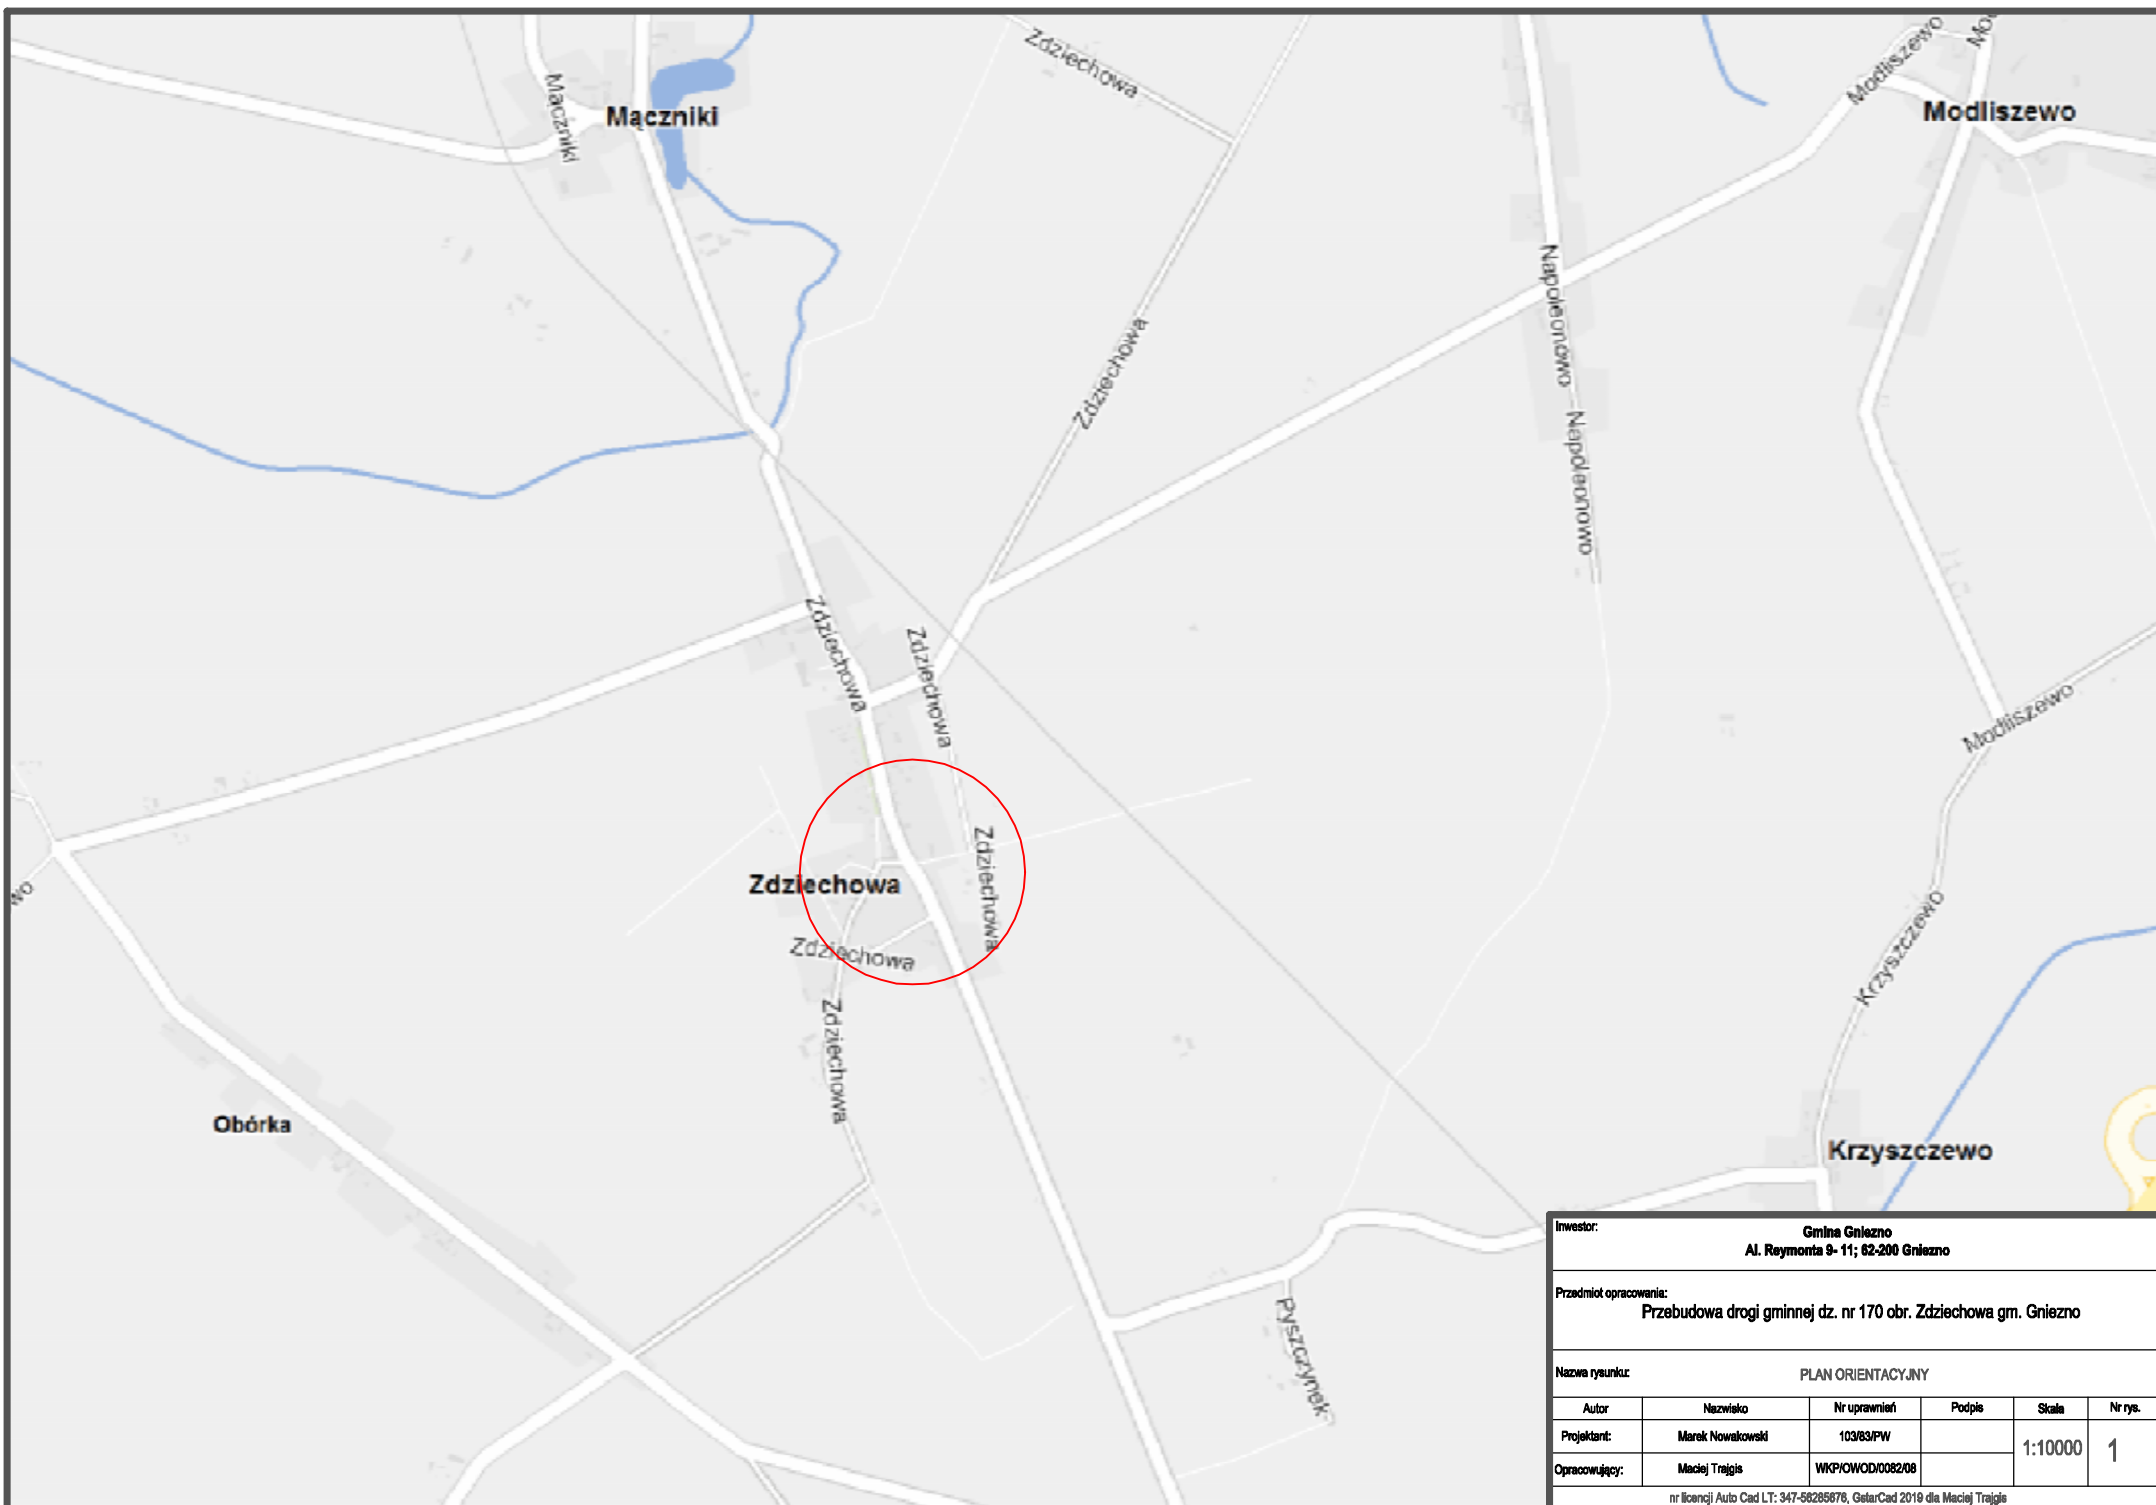 Zdziechowa
Modliszewo
Mączniki
Mączniki
Modliszewo
Napoleonowo
Zdziechowa
Napoleonowo
Zdziechowa
Zdziechowa
Modliszewo
Zdziechowa
Zdziechowa
wo
Zdziechowa
Krzyszczewo
Zdziechowa
Obórka
Krzyszczewo
Pyszczynek
Inwestor:
Gmina Gniezno
Al. Reymonta 9- 11; 62-200 Gniezno
Przedmiot opracowania:
Przebudowa drogi gminnej dz. nr 170 obr. Zdziechowa gm. Gniezno
Nazwa rysunku: PLAN ORIENTACYJNY
Autor Nazwisko Nr uprawnień Podpis Skala Nr rys.
Projektant: Marek Nowakowski 103/83/PW 1:10000 1
Opracowujący: Maciej Trajgis WKP/OWOD/0082/08
nr licencji Auto Cad LT: 347-56285676, GstarCad 2019 dla Maciej Trajgis